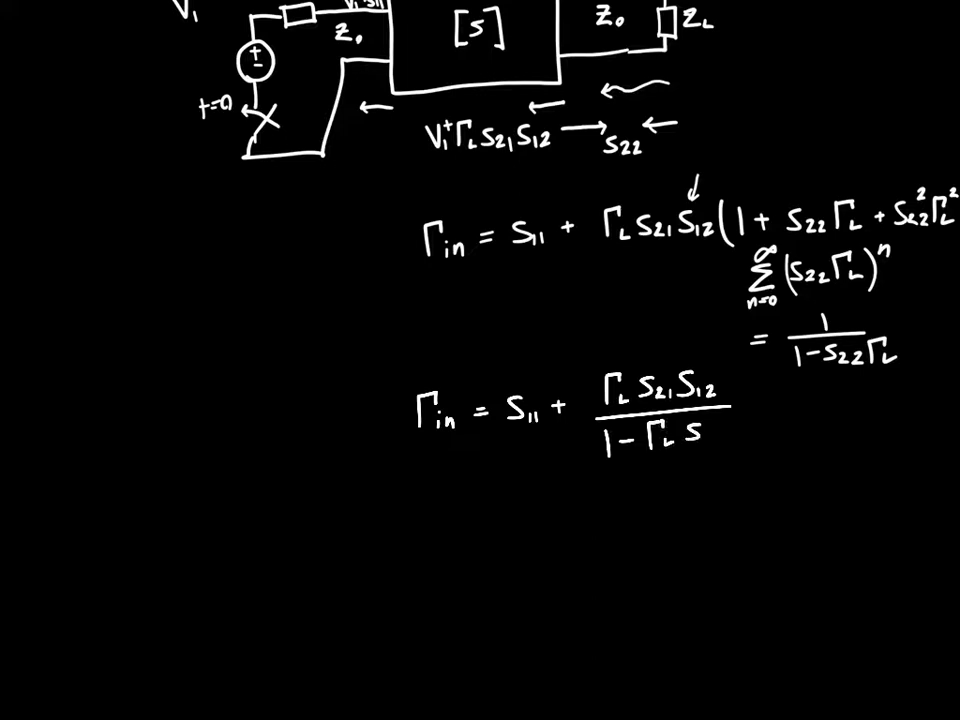 V₁ V₁⁺S₁₁
Z₀ [S] Z₀ Z_L
+
-
t=0
V₁⁺Γ_L S₂₁ S₁₂
S₂₂
Γ_in = S₁₁ + Γ_L S₂₁ S₁₂ (1 + S₂₂ Γ_L + S₂₂² Γ_L²
∑_{n=0}^{∞} (S₂₂ Γ_L)ⁿ
= 1 / (1 - S₂₂ Γ_L)
Γ_in = S₁₁ + Γ_L S₂₁ S₁₂ / (1 - Γ_L S